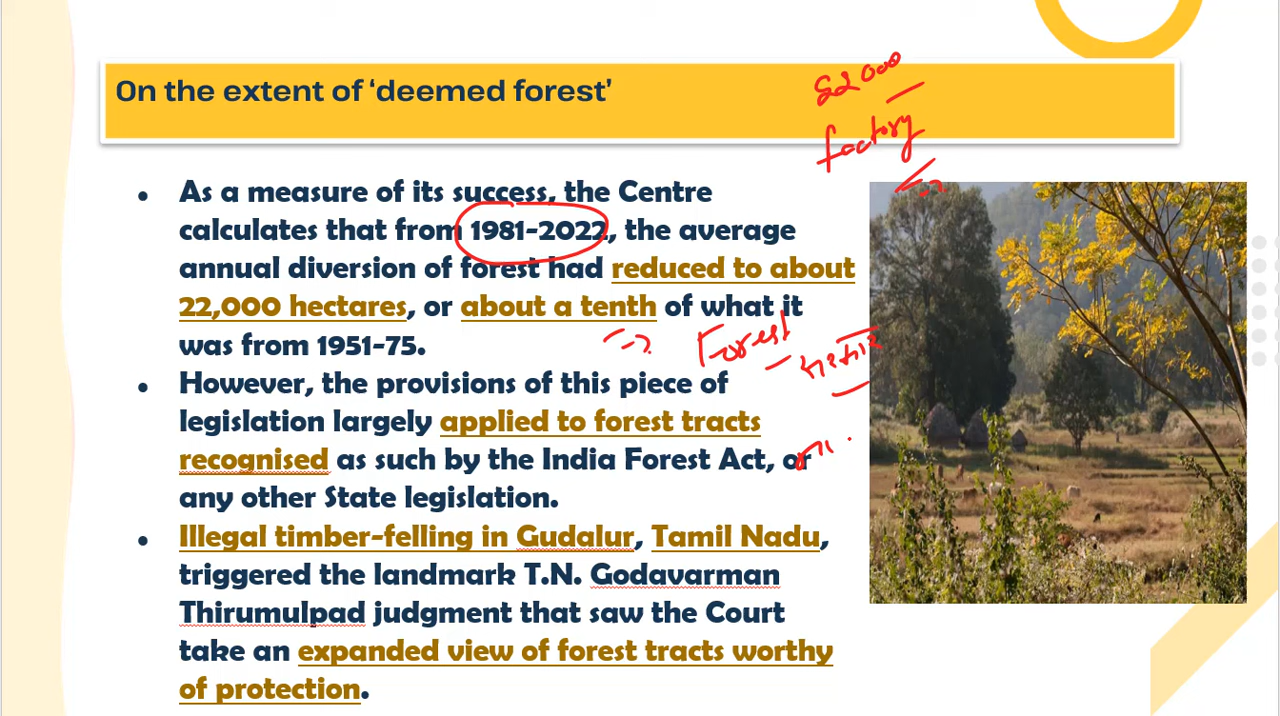 On the extent of ‘deemed forest’
22000
factory
• As a measure of its success, the Centre
calculates that from 1981-2022, the average
annual diversion of forest had reduced to about
22,000 hectares, or about a tenth of what it
was from 1951-75.
Forest
• However, the provisions of this piece of
legislation largely applied to forest tracts
recognised as such by the India Forest Act, or
any other State legislation.
• Illegal timber-felling in Gudalur, Tamil Nadu,
triggered the landmark T.N. Godavarman
Thirumulpad judgment that saw the Court
take an expanded view of forest tracts worthy
of protection.